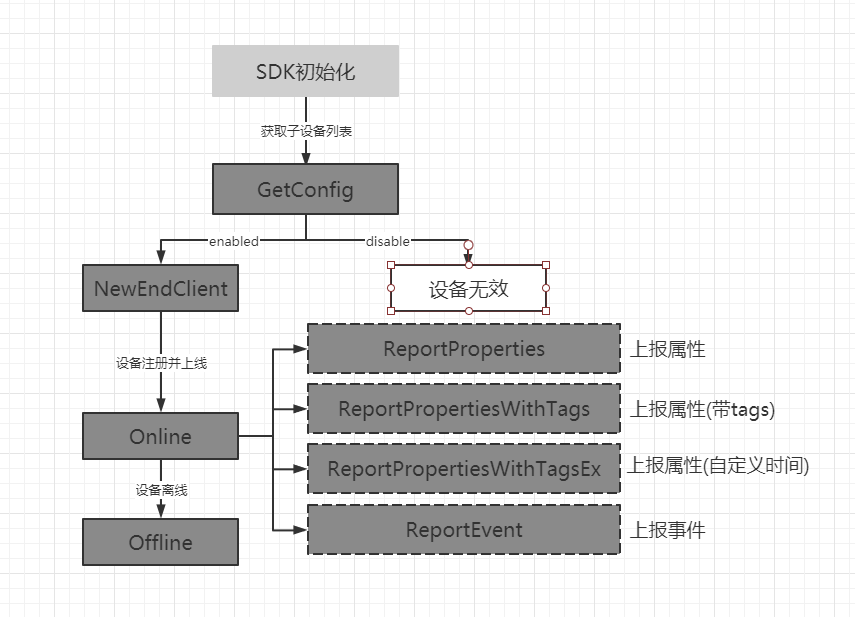 SDK初始化
获取子设备列表
GetConfig
enabled
disable
NewEndClient
设备无效
ReportProperties
上报属性
设备注册并上线
ReportPropertiesWithTags
上报属性(带tags)
Online
ReportPropertiesWithTagsEx
上报属性(自定义时间)
设备离线
ReportEvent
上报事件
Offline